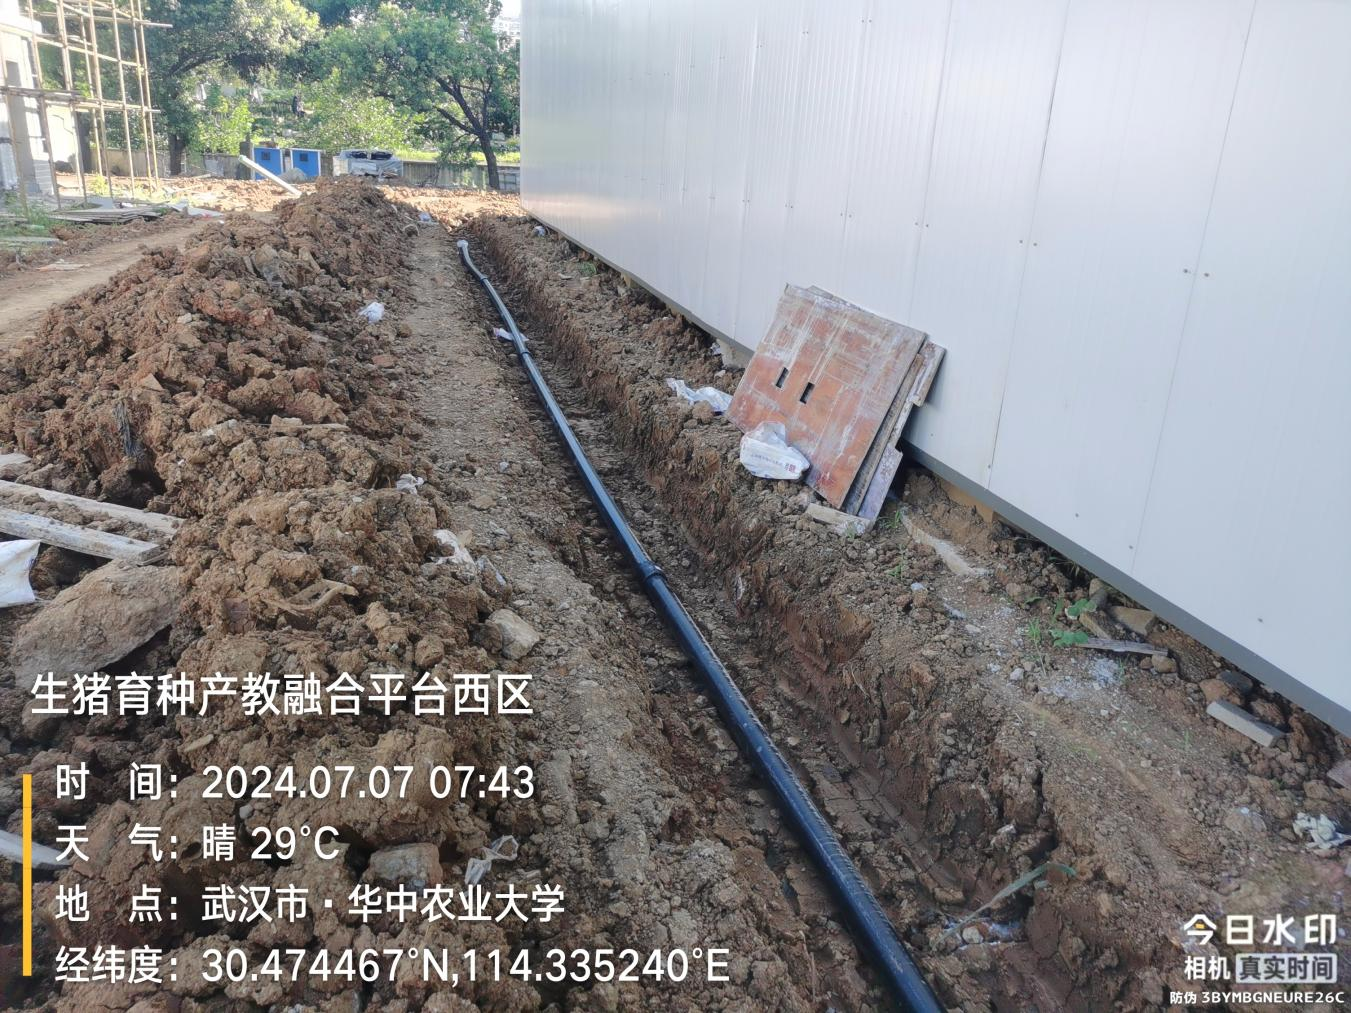 生猪育种产教融合平台西区
时 间：2024.07.07 07:43
天 气：晴 29°C
地 点：武汉市·华中农业大学
经纬度：30.474467°N,114.335240°E
今日水印
相机 真实时间
防伪 3BYMBGNEURE26C